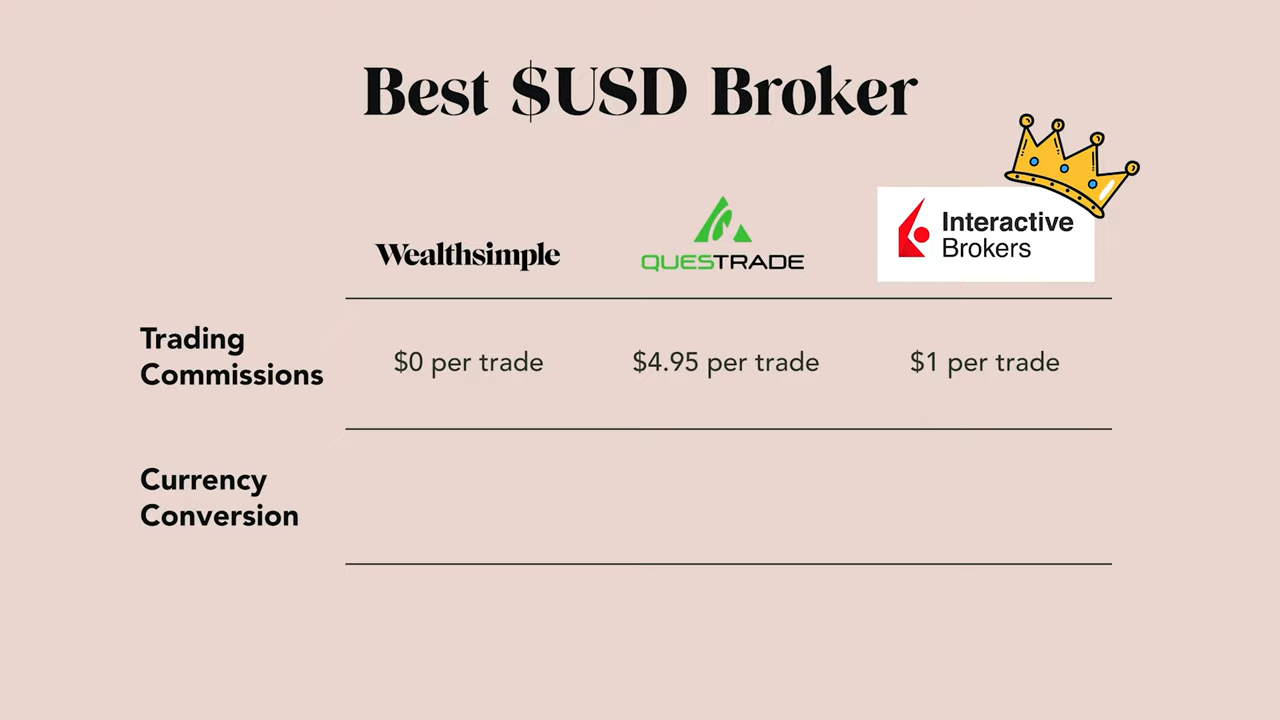 Best $USD Broker
Wealthsimple
QUESTRADE
Interactive
Brokers
Trading
Commissions
$0 per trade
$4.95 per trade
$1 per trade
Currency
Conversion